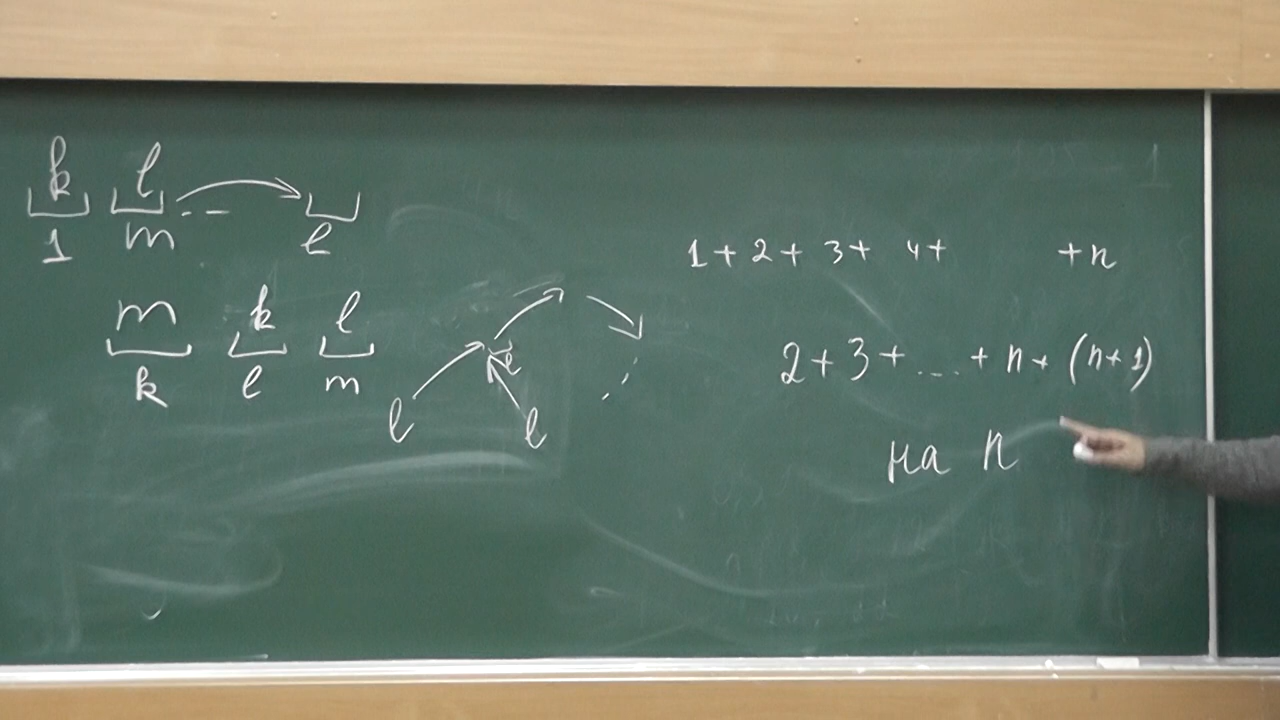 k l
1 m -- l
m k l
k l m
l l l
1+2+ 3+ 4+ +n
2+3+ ... + n+ (n+1)
на n